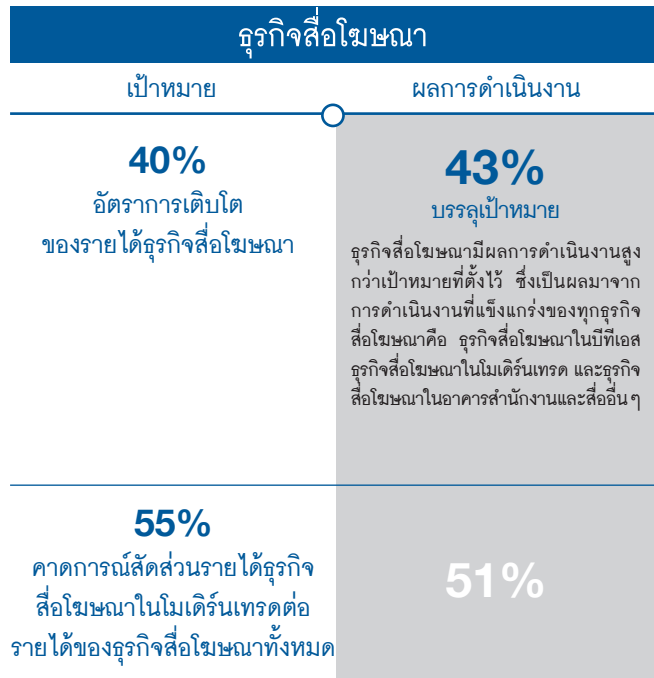 ธุรกิจสื่อโฆษณา
เป้าหมาย
ผลการดำเนินงาน
40%
อัตราการเติบโต
ของรายได้ธุรกิจสื่อโฆษณา
43%
บรรลุเป้าหมาย
ธุรกิจสื่อโฆษณามีผลการดำเนินงานสูง
กว่าเป้าหมายที่ตั้งไว้ ซึ่งเป็นผลมาจาก
การดำเนินงานที่แข็งแกร่งของทุกธุรกิจ
สื่อโฆษณาคือ ธุรกิจสื่อโฆษณาในบีทีเอส
ธุรกิจสื่อโฆษณาในโมเดิร์นเทรด และธุรกิจ
สื่อโฆษณาในอาคารสำนักงานและสื่ออื่นๆ
55%
คาดการณ์สัดส่วนรายได้ธุรกิจ
สื่อโฆษณาในโมเดิร์นเทรดต่อ
รายได้ของธุรกิจสื่อโฆษณาทั้งหมด
51%